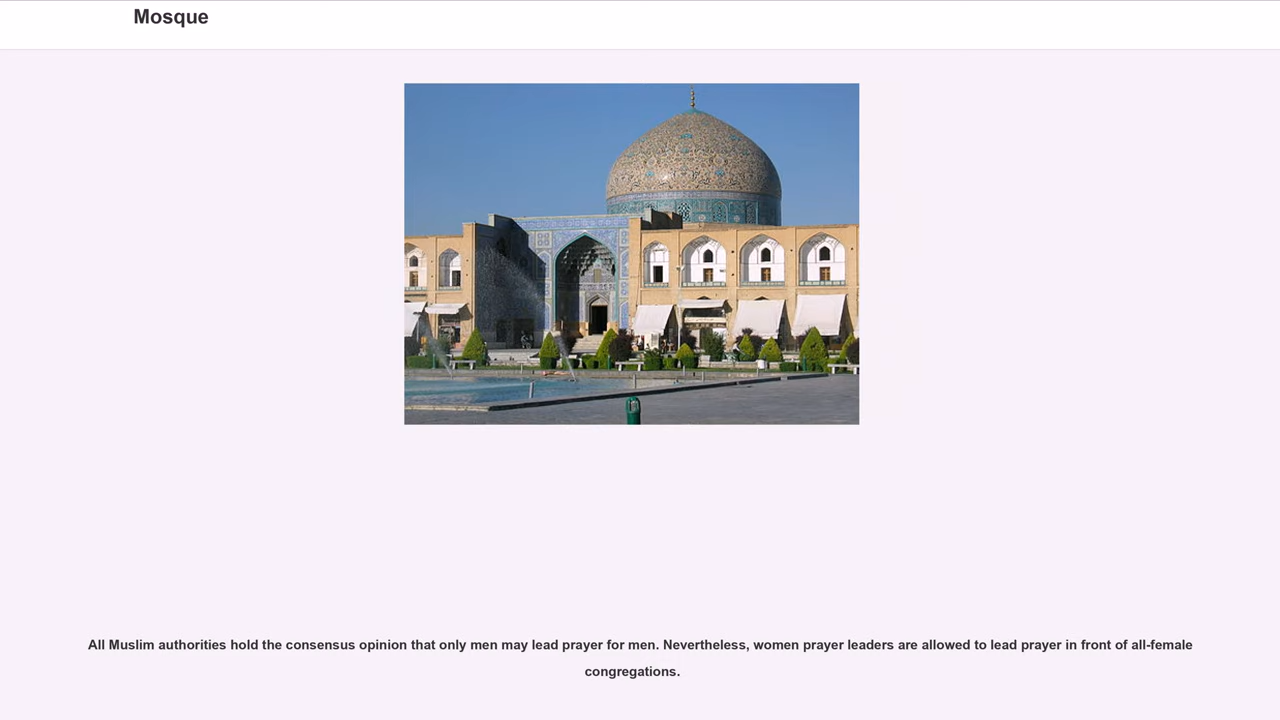 Mosque
All Muslim authorities hold the consensus opinion that only men may lead prayer for men. Nevertheless, women prayer leaders are allowed to lead prayer in front of all-female
congregations.